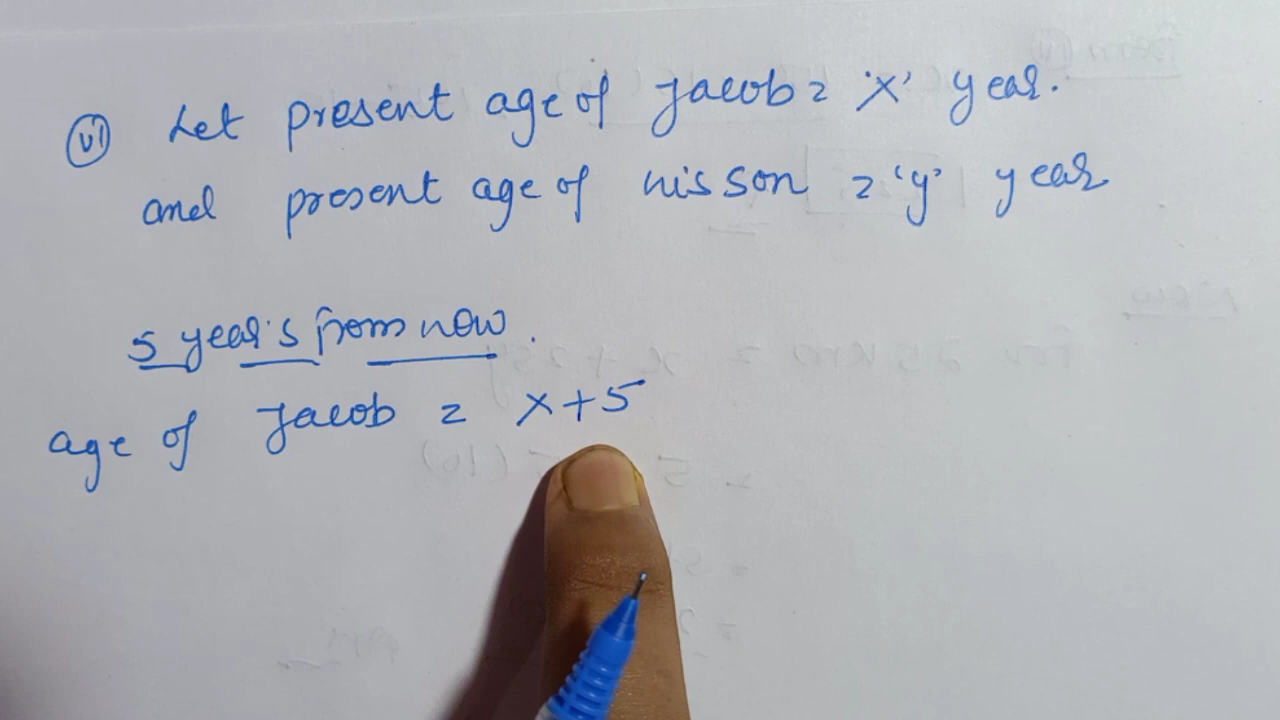 (vi) Let present age of Jacob = 'x' year.
and present age of his son = 'y' year
5 year's from now.
age of Jacob = x+5